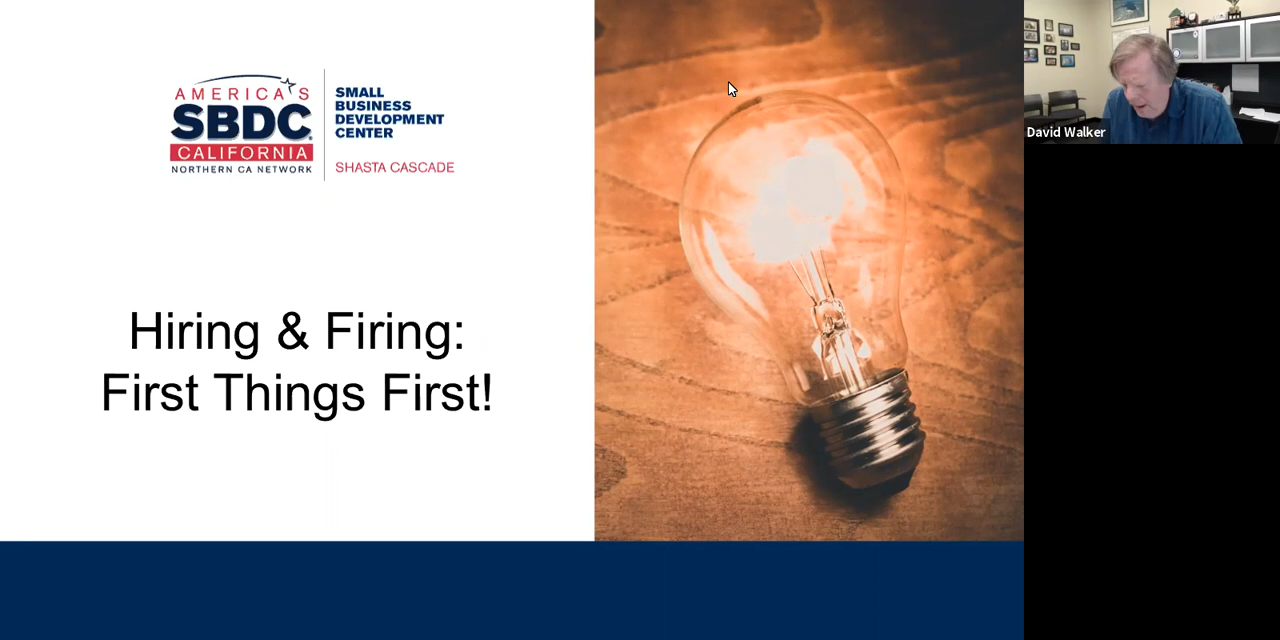 AMERICA'S
SBDC
CALIFORNIA
NORTHERN CA NETWORK
SMALL
BUSINESS
DEVELOPMENT
CENTER
SHASTA CASCADE
Hiring & Firing:
First Things First!
David Walker